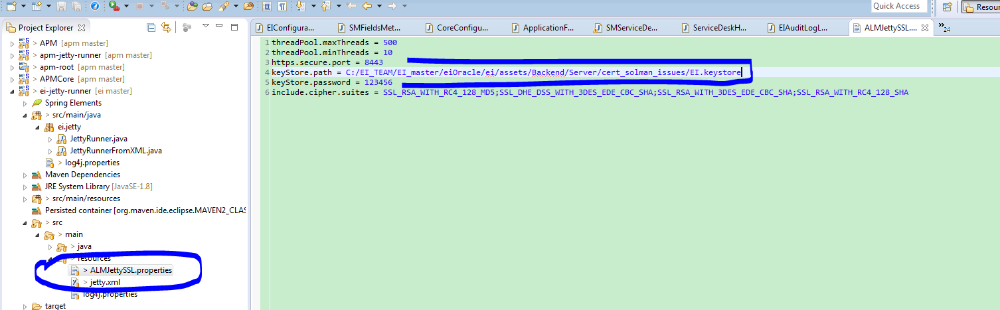 Quick Access
Resour
Project Explorer
EIConfigura...
SMFieldsMet...
CoreConfigu...
ApplicationF...
SMServiceDe...
ServiceDeskH...
EIAuditLogL...
ALMJettySSL....
»24
> APM [apm master]
> apm-jetty-runner [apm master]
> apm-root [apm master]
> APMCore [apm master]
> ei-jetty-runner [ei master]
Spring Elements
> src/main/java
ei.jetty
> JettyRunner.java
> JettyRunnerFromXML.java
> log4j.properties
Maven Dependencies
JRE System Library [JavaSE-1.8]
> src/main/resources
Persisted container [org.maven.ide.eclipse.MAVEN2_CLAS
> src
> main
> java
> resources
> ALMJettySSL.properties
> jetty.xml
log4j.properties
target
1 threadPool.maxThreads = 500
2 threadPool.minThreads = 10
3 https.secure.port = 8443
4 keyStore.path = C:/EI_TEAM/EI_master/eiOracle/ei/assets/Backend/Server/cert_solman_issues/EI.keystore
5 keyStore.password = 123456
6 include.cipher.suites = SSL_RSA_WITH_RC4_128_MD5;SSL_DHE_DSS_WITH_3DES_EDE_CBC_SHA;SSL_RSA_WITH_3DES_EDE_CBC_SHA;SSL_RSA_WITH_RC4_128_SHA